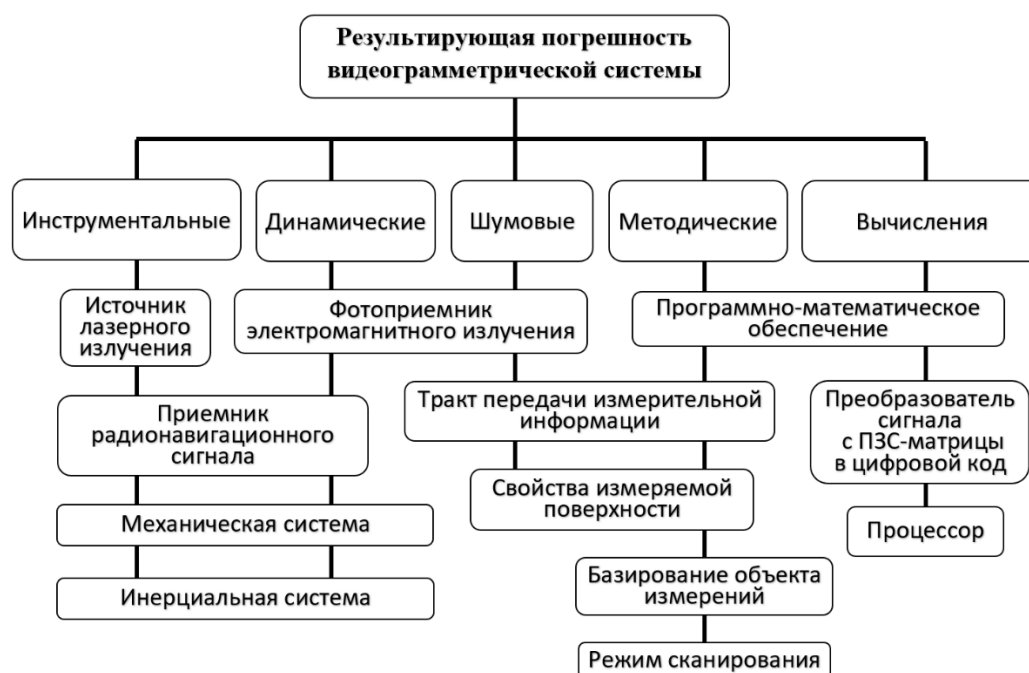 Результирующая погрешность
видеограмметрической системы
Инструментальные
Динамические
Шумовые
Методические
Вычисления
Источник
лазерного
излучения
Фотоприемник
электромагнитного излучения
Программно-математическое
обеспечение
Приемник
радионавигационного
сигнала
Тракт передачи измерительной
информации
Преобразователь
сигнала
с ПЗС-матрицы
в цифровой код
Механическая система
Свойства измеряемой
поверхности
Процессор
Инерциальная система
Базирование объекта
измерений
Режим сканирования